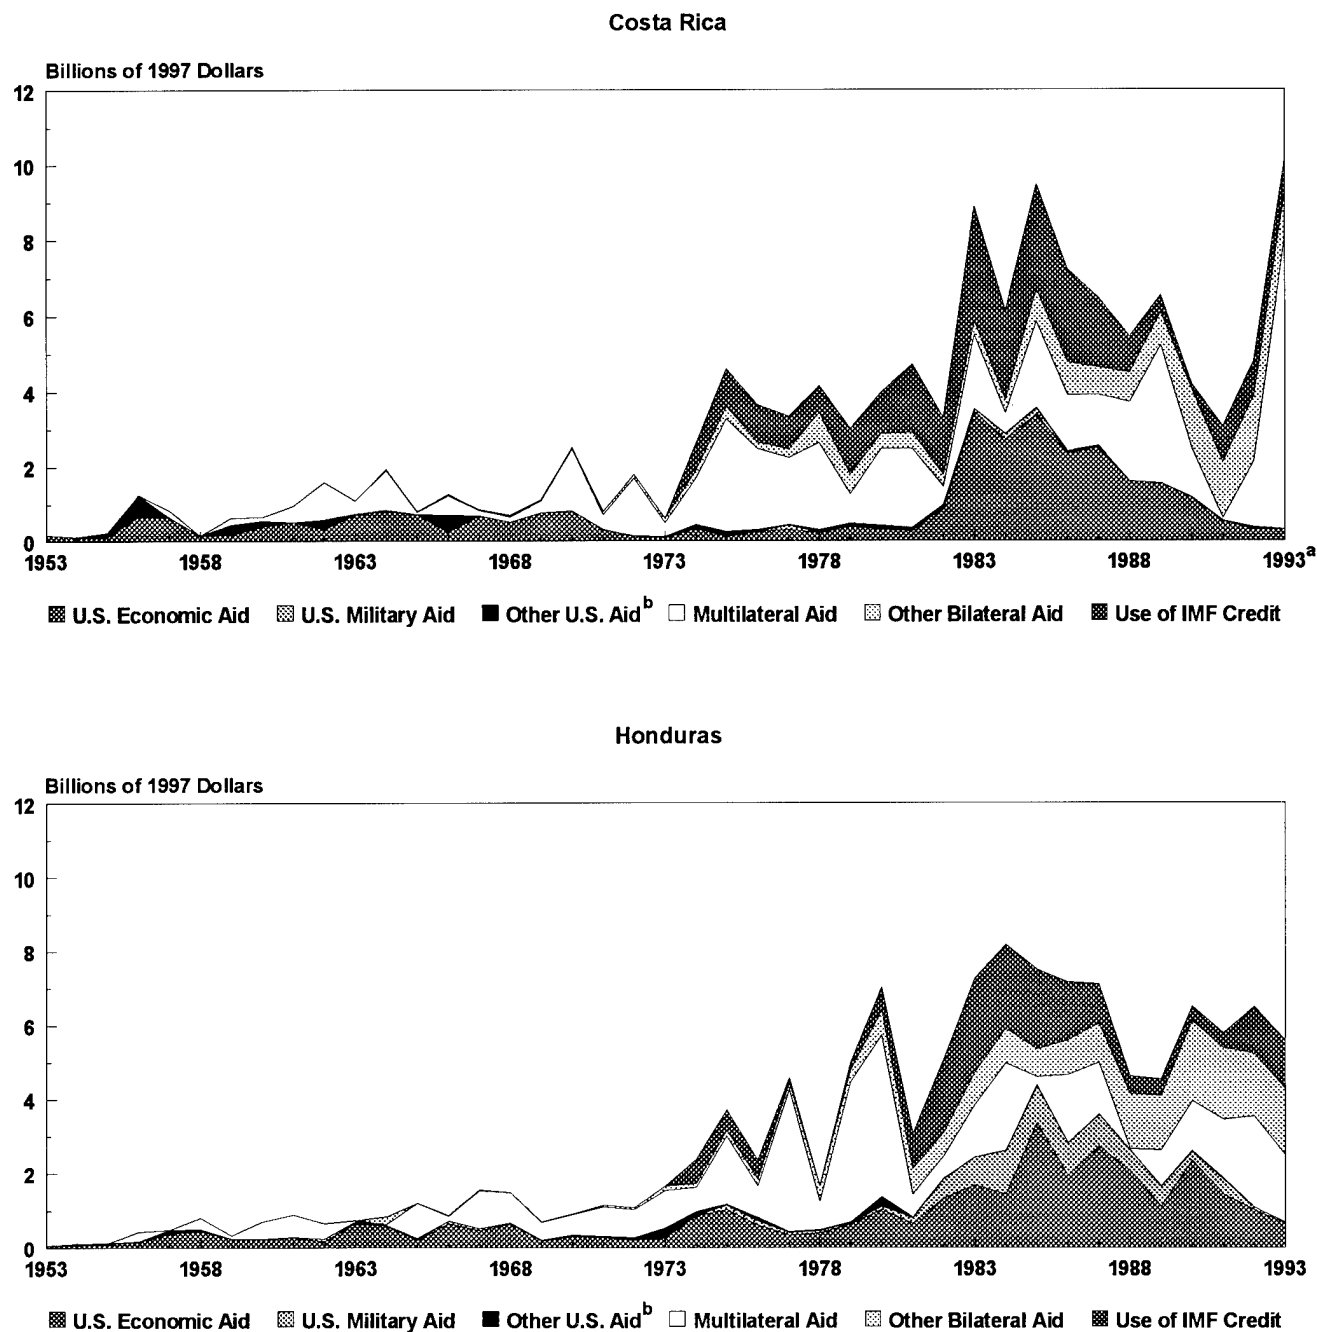 Costa Rica
Billions of 1997 Dollars
12
10
8
6
4
2
0
1953 1958 1963 1968 1973 1978 1983 1988 1993a
U.S. Economic Aid U.S. Military Aid Other U.S. Aidb Multilateral Aid Other Bilateral Aid Use of IMF Credit
Honduras
Billions of 1997 Dollars
12
10
8
6
4
2
0
1953 1958 1963 1968 1973 1978 1983 1988 1993
U.S. Economic Aid U.S. Military Aid Other U.S. Aidb Multilateral Aid Other Bilateral Aid Use of IMF Credit